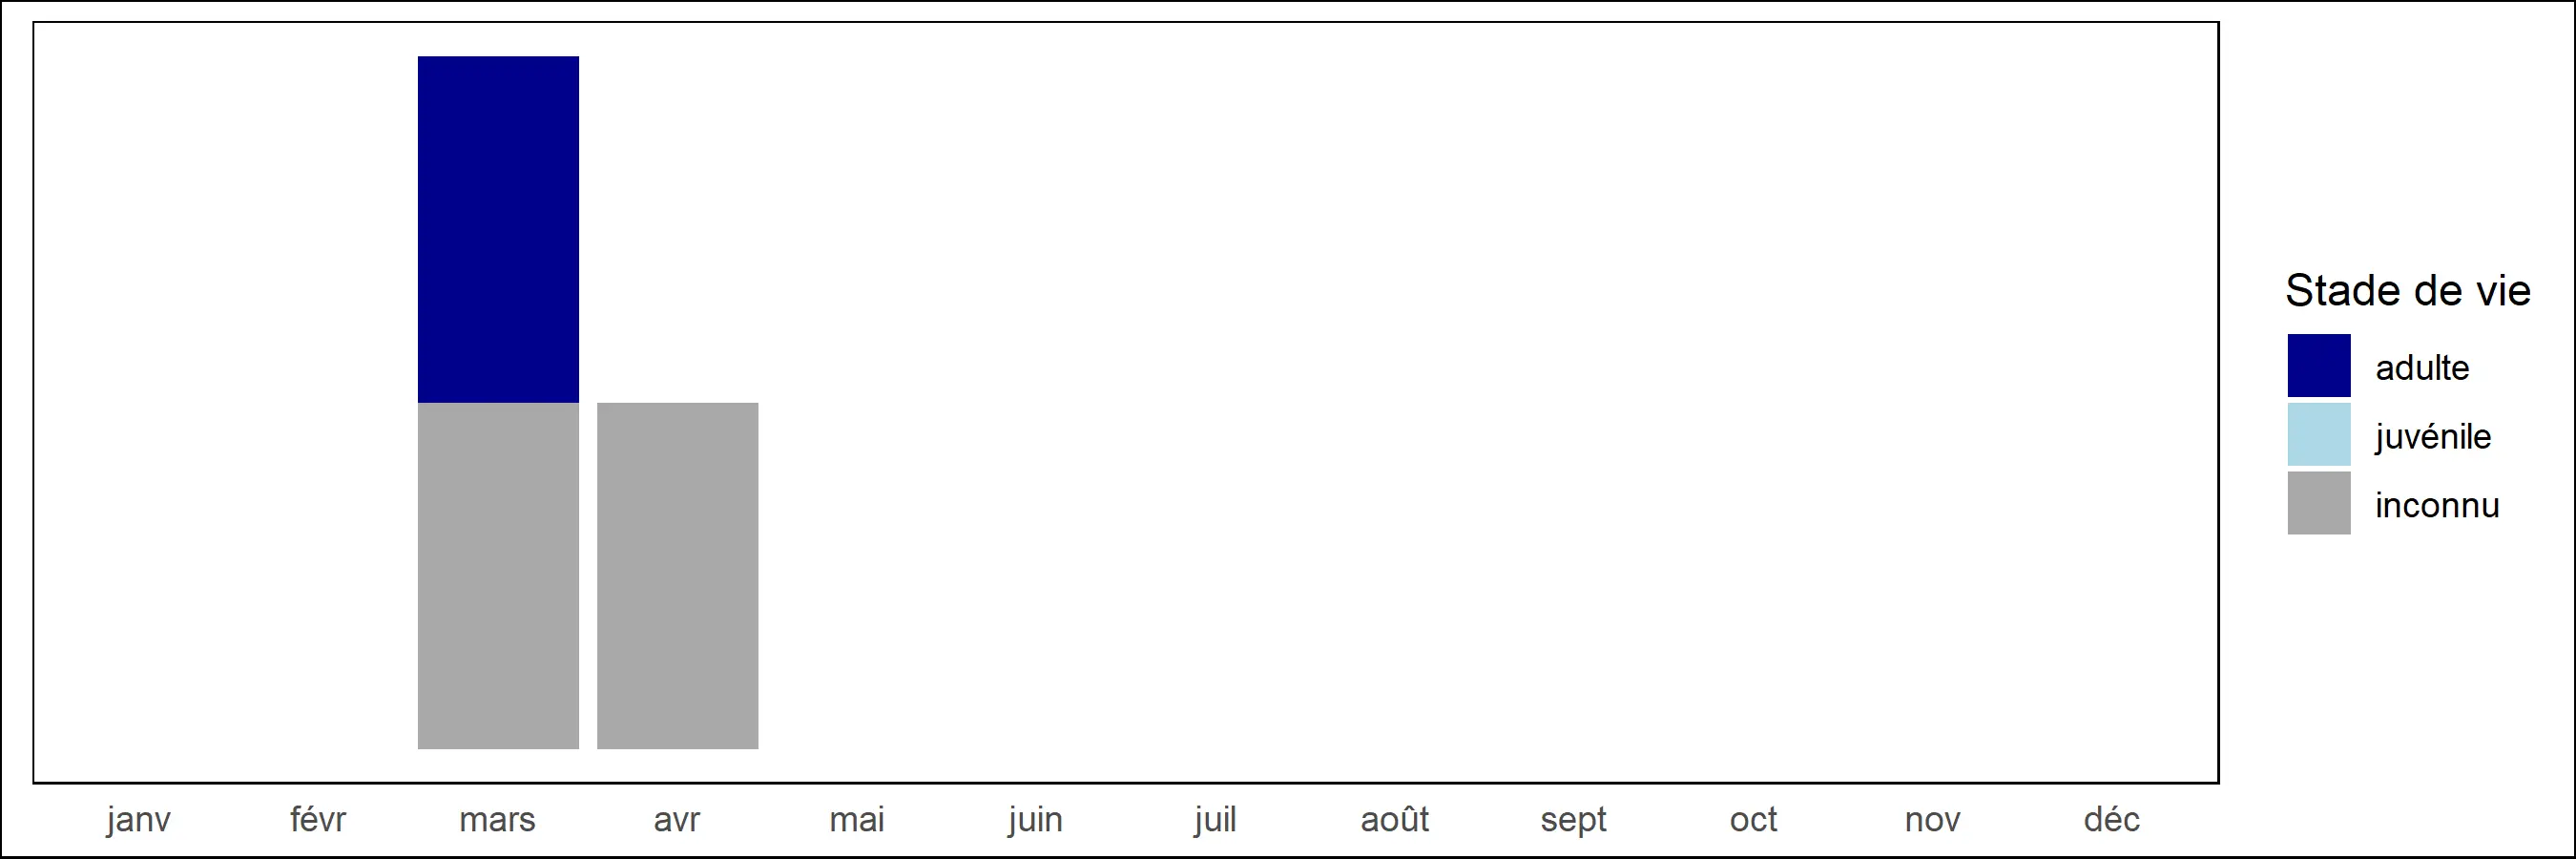 Stade de vie
adulte
juvénile
inconnu
janv févr mars avr mai juin juil août sept oct nov déc